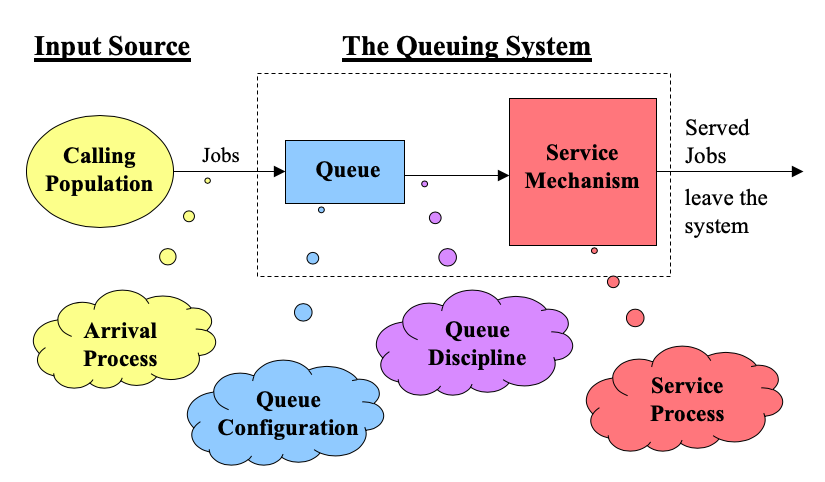 Input Source
The Queuing System
Calling
Population
Jobs
Queue
Service
Mechanism
Served
Jobs
leave the
system
Arrival
Process
Queue
Configuration
Queue
Discipline
Service
Process